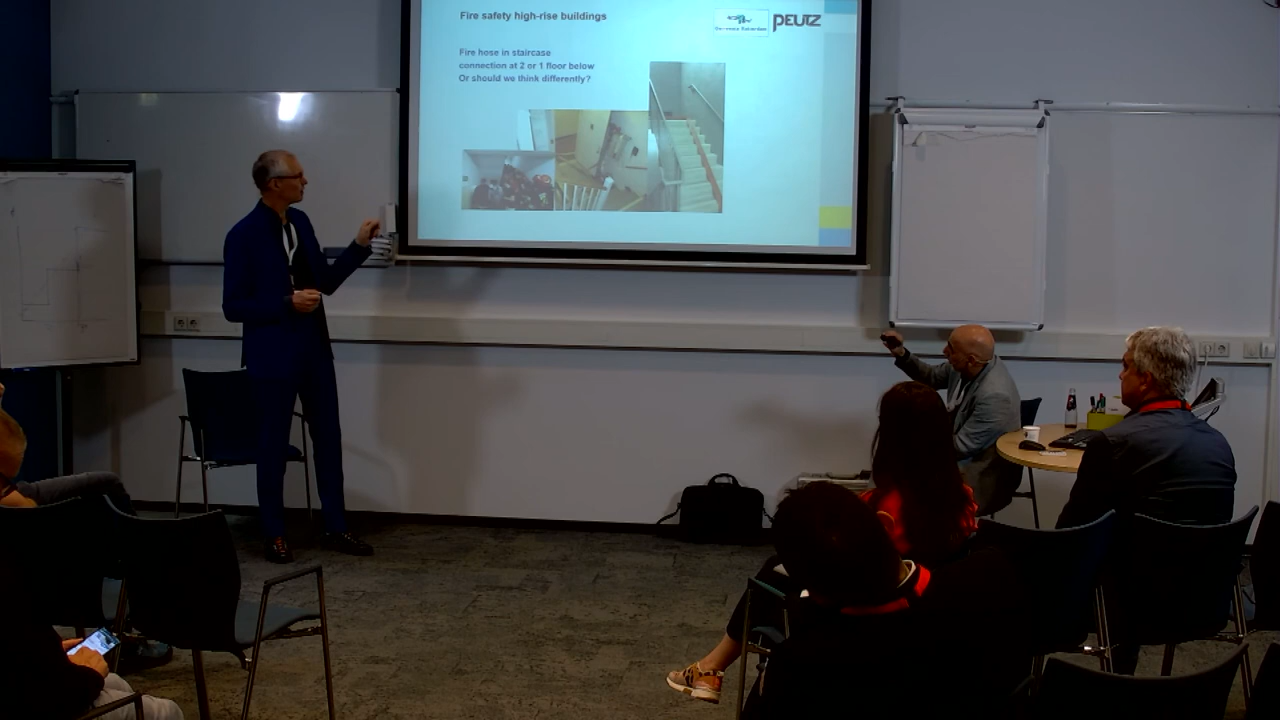 Fire safety high-rise buildings
PEUTZ
Fire hose in staircase
connection at 2 or 1 floor below
Or should we think differently?